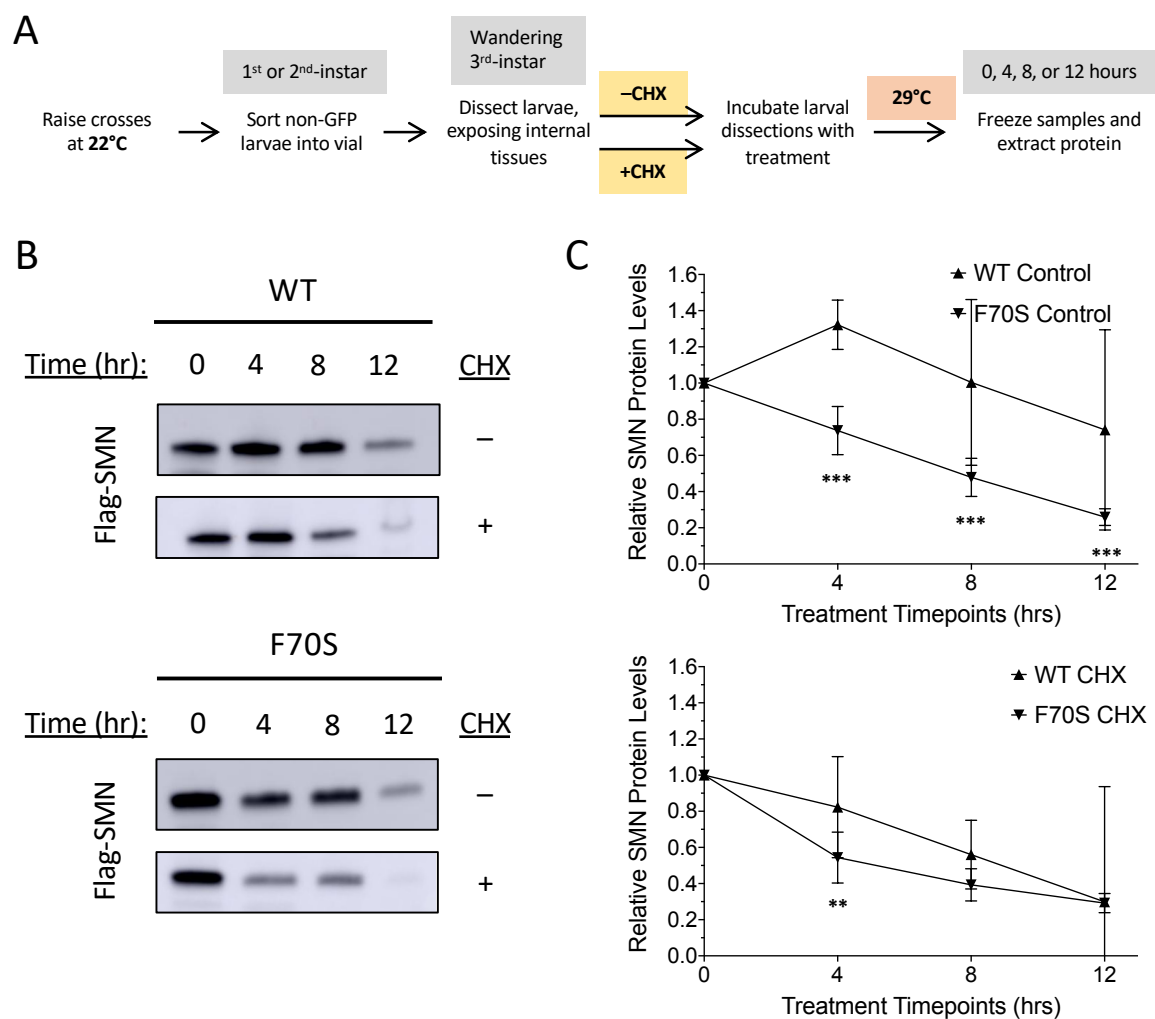 A
Raise crosses
at 22°C
1st or 2nd-instar
Sort non-GFP
larvae into vial
Wandering
3rd-instar
Dissect larvae,
exposing internal
tissues
–CHX
+CHX
Incubate larval
dissections with
treatment
29°C
0, 4, 8, or 12 hours
Freeze samples and
extract protein
B
WT
Time (hr): 0 4 8 12 CHX
Flag-SMN
–
+
F70S
Time (hr): 0 4 8 12 CHX
Flag-SMN
–
+
C
Relative SMN Protein Levels
1.6
1.4
1.2
1.0
0.8
0.6
0.4
0.2
0.0
WT Control
F70S Control
***
***
***
0 4 8 12
Treatment Timepoints (hrs)
Relative SMN Protein Levels
1.6
1.4
1.2
1.0
0.8
0.6
0.4
0.2
0.0
WT CHX
F70S CHX
**
0 4 8 12
Treatment Timepoints (hrs)